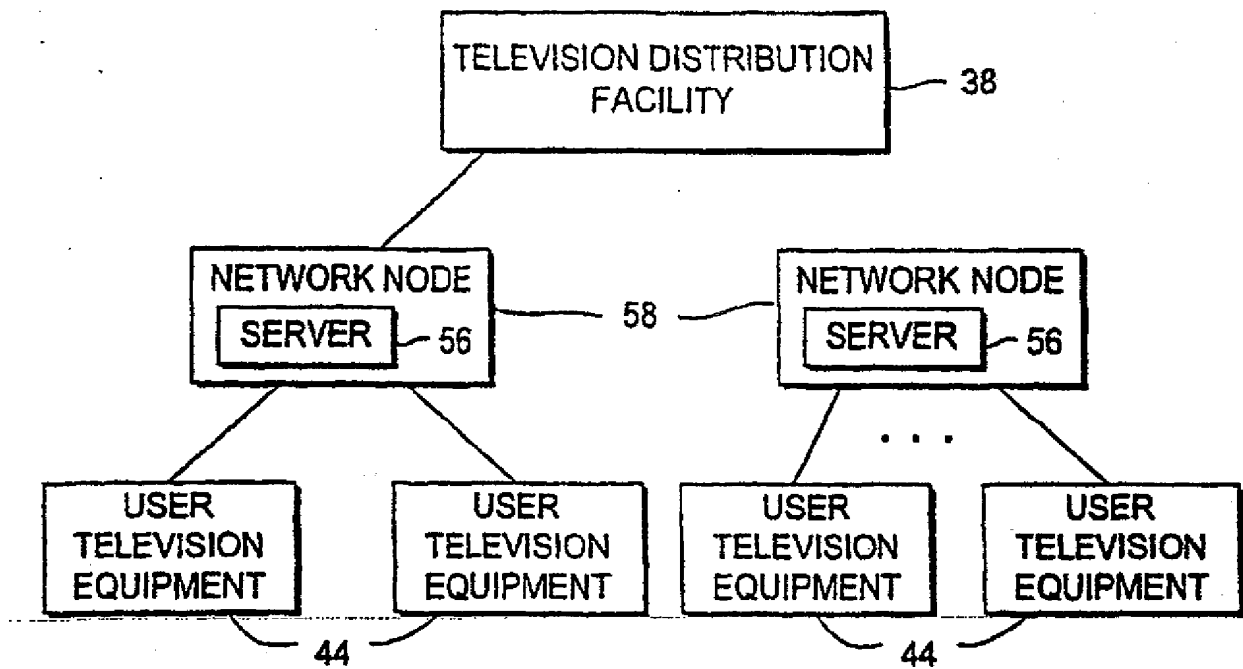 TELEVISION DISTRIBUTION
FACILITY
38
NETWORK NODE
SERVER
56
58
NETWORK NODE
SERVER
56
USER
TELEVISION
EQUIPMENT
USER
TELEVISION
EQUIPMENT
. . .
USER
TELEVISION
EQUIPMENT
USER
TELEVISION
EQUIPMENT
44
44